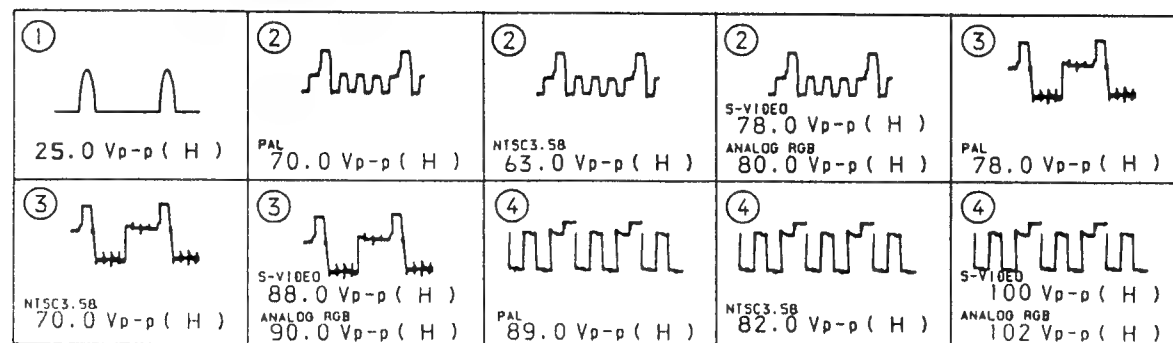 ①
25.0 Vp-p ( H )
②
PAL
70.0 Vp-p ( H )
②
NTSC3.58
63.0 Vp-p ( H )
②
S-VIDEO
78.0 Vp-p ( H )
ANALOG RGB
80.0 Vp-p ( H )
③
PAL
78.0 Vp-p ( H )
③
NTSC3.58
70.0 Vp-p ( H )
③
S-VIDEO
88.0 Vp-p ( H )
ANALOG RGB
90.0 Vp-p ( H )
④
PAL
89.0 Vp-p ( H )
④
NTSC3.58
82.0 Vp-p ( H )
④
S-VIDEO
100 Vp-p ( H )
ANALOG RGB
102 Vp-p ( H )